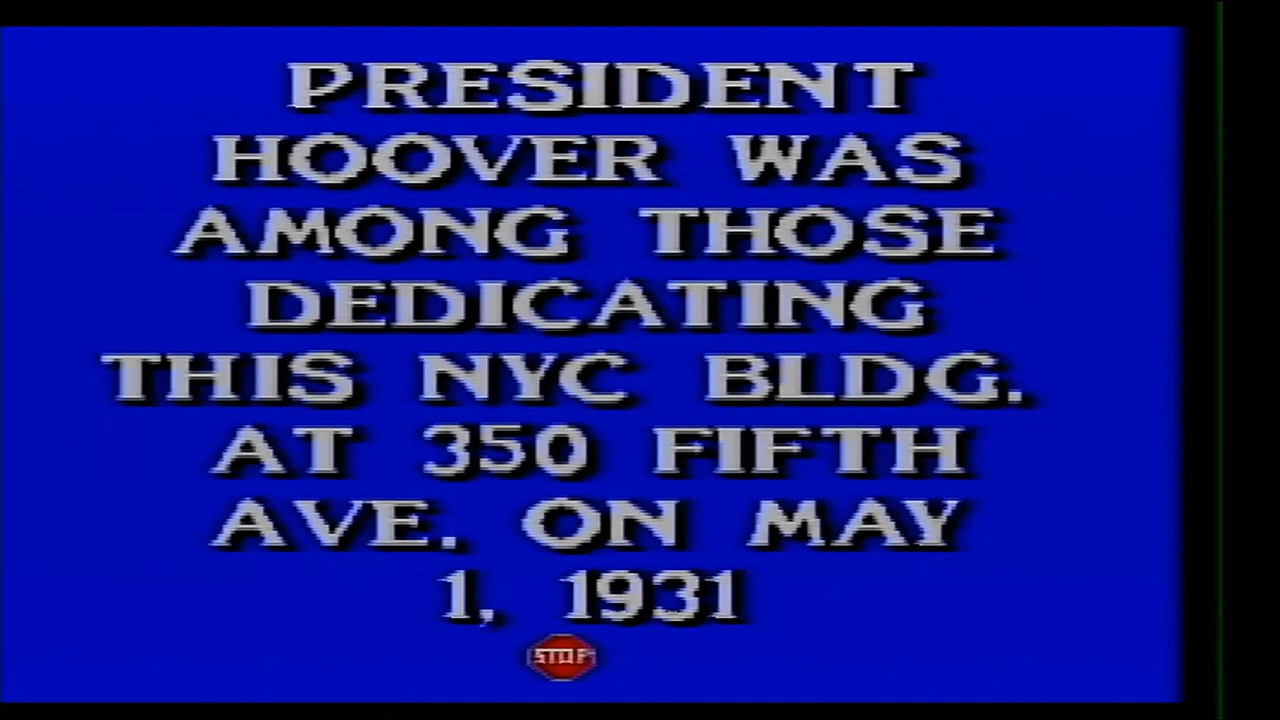 PRESIDENT
HOOVER WAS
AMONG THOSE
DEDICATING
THIS NYC BLDG.
AT 350 FIFTH
AVE. ON MAY
1, 1931
STOP